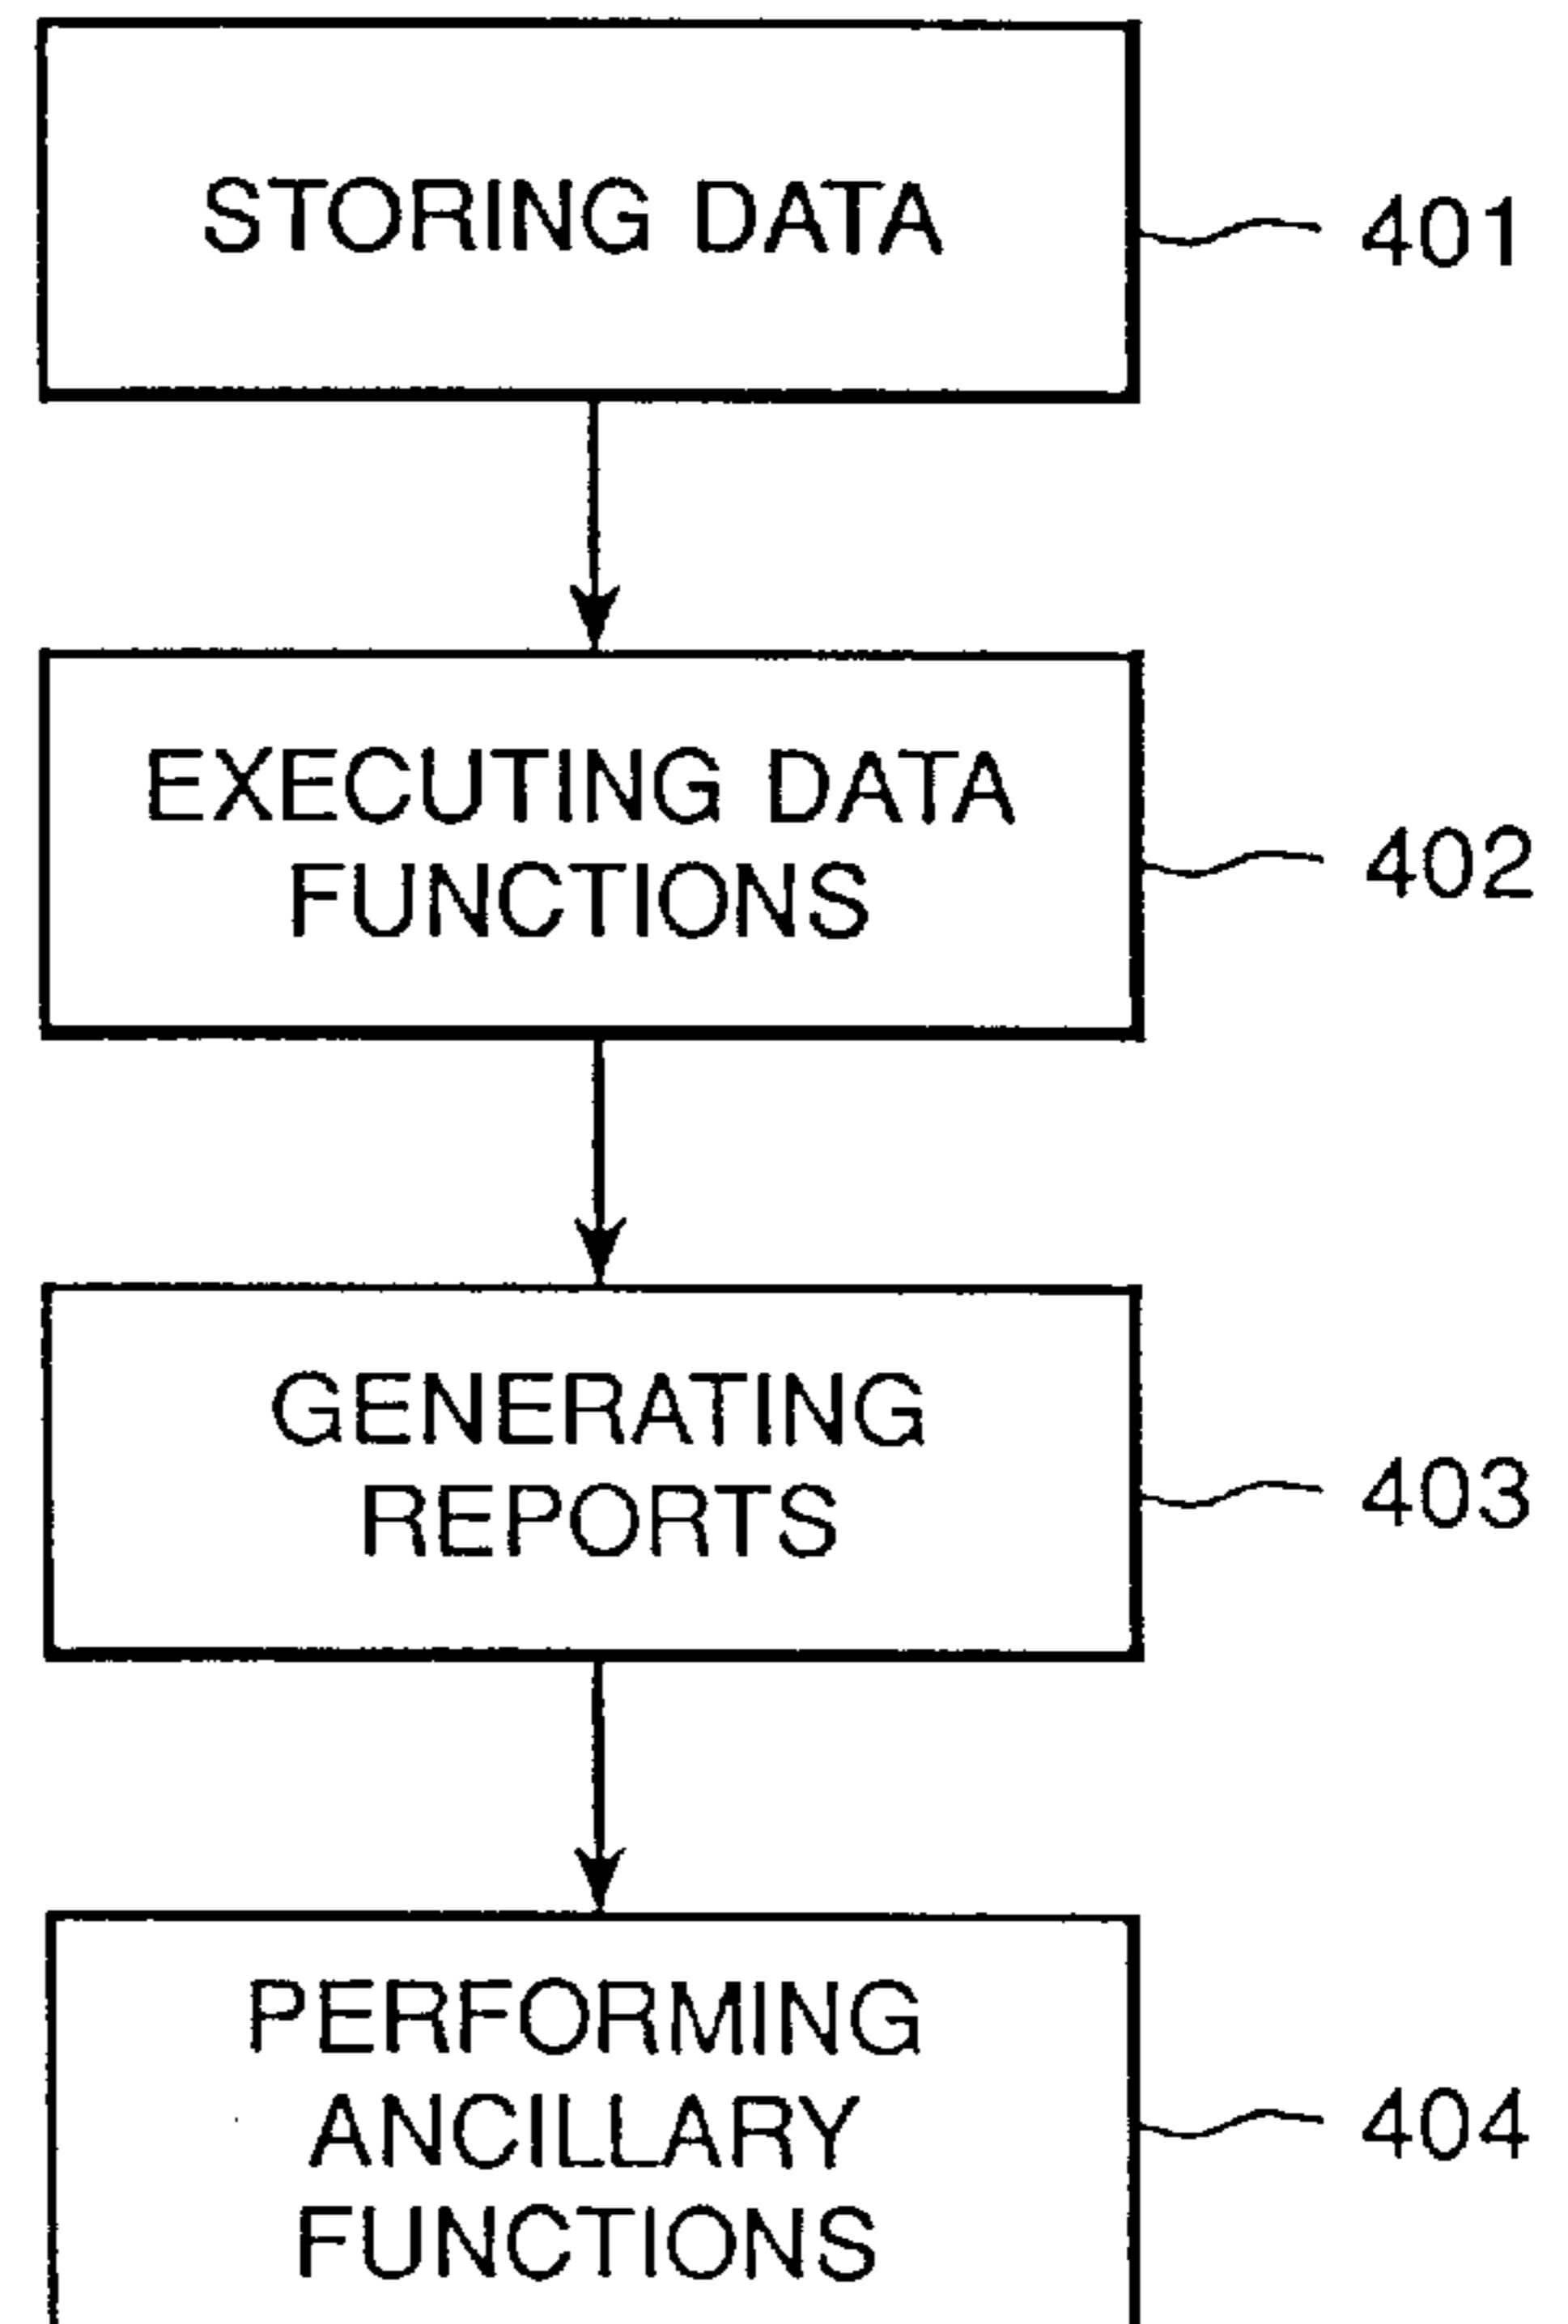 STORING DATA
401
EXECUTING DATA
FUNCTIONS
402
GENERATING
REPORTS
403
PERFORMING
ANCILLARY
FUNCTIONS
404